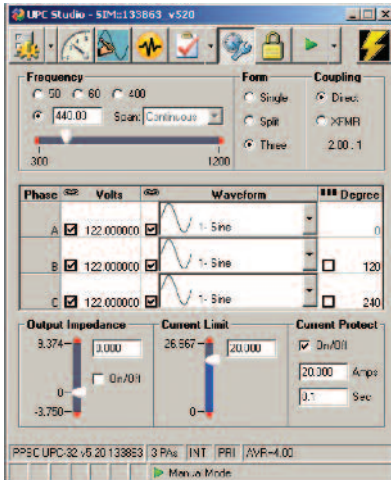 UPC Studio - SIM::133863 v520
Frequency
50 60 400
440.00 Span: Continuous
300 1200
Form
Single
Split
Three
Coupling
Direct
XFMR
2.00 : 1
Phase Volts Waveform Degree
A 122.000000 1- Sine 0
B 122.000000 1- Sine 120
C 122.000000 1- Sine 240
Output Impedance
9.374 0.000
On/Off
0
-3.750
Current Limit
26.667 20.000
0
Current Protect
On/Off
20.000 Amps
0.1 Sec
PPSC UPC-32 v5.20 133863 3 PAs INT PRI AVR=4.00
Manual Mode